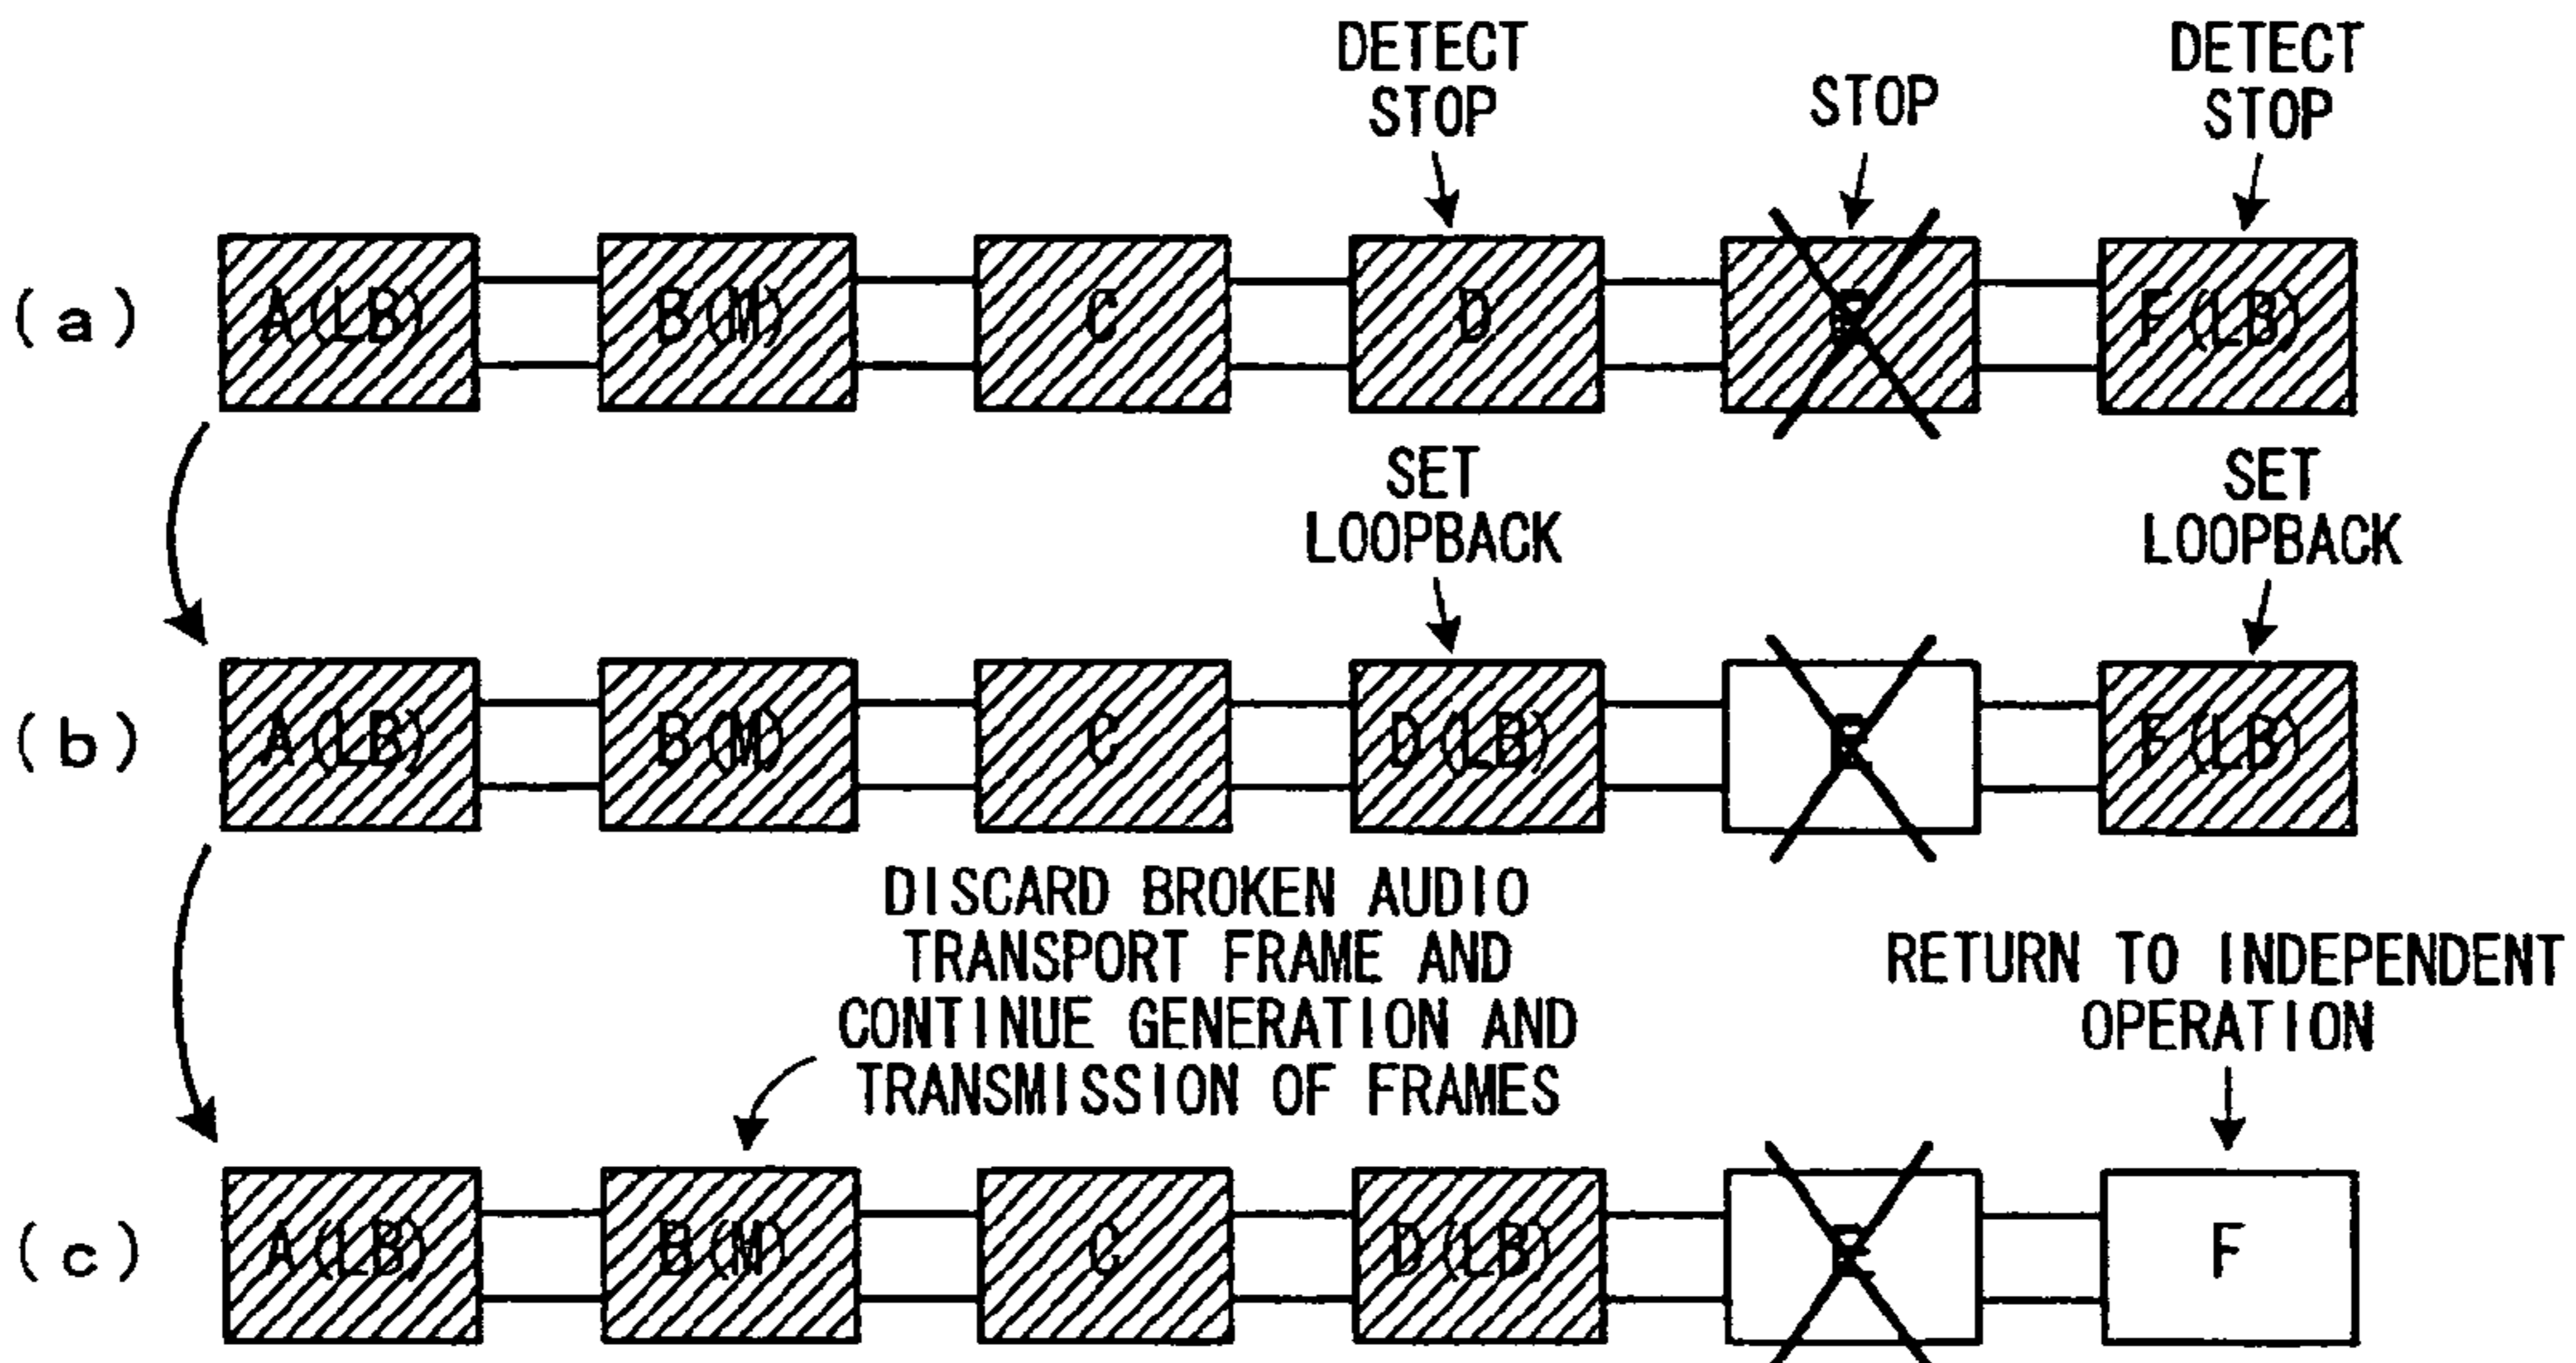 DETECT
STOP
STOP
DETECT
STOP
(a)
A(LB)
B(M)
C
D
E
F(LB)
SET
LOOPBACK
SET
LOOPBACK
(b)
A(LB)
B(M)
C
D(LB)
E
F(LB)
DISCARD BROKEN AUDIO
TRANSPORT FRAME AND
CONTINUE GENERATION AND
TRANSMISSION OF FRAMES
RETURN TO INDEPENDENT
OPERATION
(c)
A(LB)
B(M)
C
D(LB)
E
F